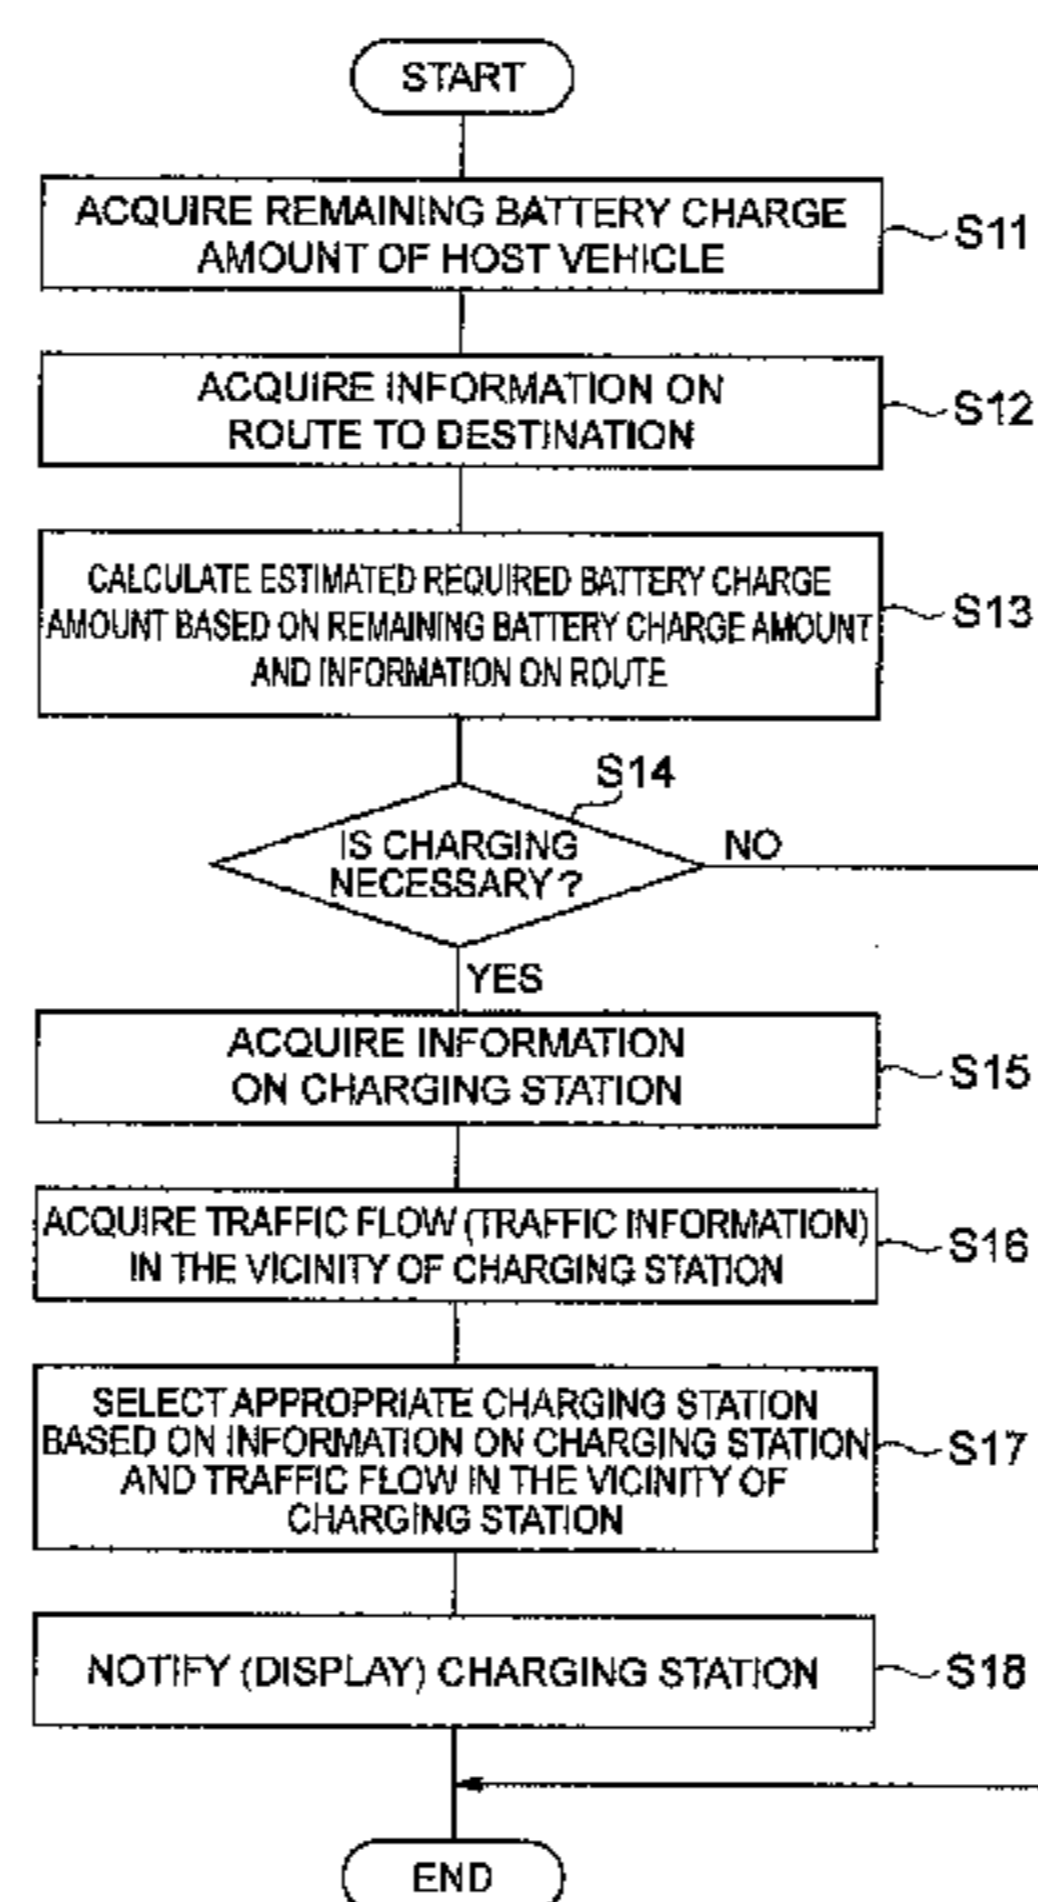 START
ACQUIRE REMAINING BATTERY CHARGE
AMOUNT OF HOST VEHICLE
S11
ACQUIRE INFORMATION ON
ROUTE TO DESTINATION
S12
CALCULATE ESTIMATED REQUIRED BATTERY CHARGE
AMOUNT BASED ON REMAINING BATTERY CHARGE AMOUNT
AND INFORMATION ON ROUTE
S13
S14
IS CHARGING
NECESSARY?
NO
YES
ACQUIRE INFORMATION
ON CHARGING STATION
S15
ACQUIRE TRAFFIC FLOW (TRAFFIC INFORMATION)
IN THE VICINITY OF CHARGING STATION
S16
SELECT APPROPRIATE CHARGING STATION
BASED ON INFORMATION ON CHARGING STATION
AND TRAFFIC FLOW IN THE VICINITY OF
CHARGING STATION
S17
NOTIFY (DISPLAY) CHARGING STATION
S18
END